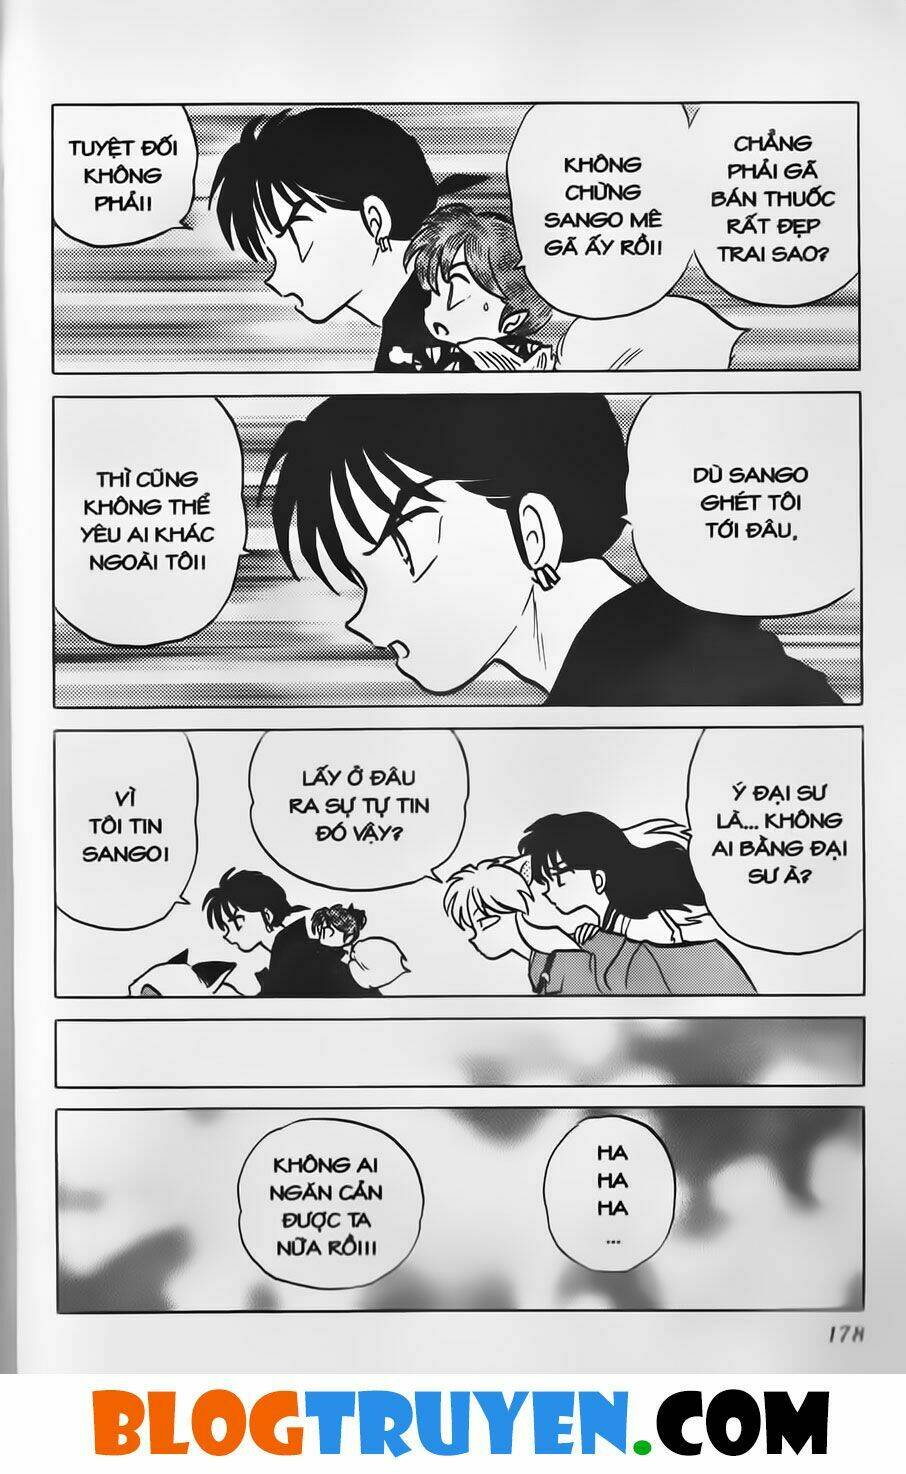 CHẲNG
PHẢI GÃ
BÁN THUỐC
RẤT ĐẸP
TRAI SAO?
KHÔNG
CHỪNG
SANGO MÊ
GÃ ẤY RỒI!
TUYỆT ĐỐI
KHÔNG
PHẢI!
DÙ SANGO
GHÉT TÔI
TỚI ĐÂU,
THÌ CŨNG
KHÔNG THỂ
YÊU AI KHÁC
NGOÀI TÔI!
Ý ĐẠI SƯ
LÀ... KHÔNG
AI BẰNG ĐẠI
SƯ À?
LẤY Ở ĐÂU
RA SỰ TỰ TIN
ĐÓ VẬY?
VÌ
TÔI TIN
SANGO!
HA
HA
HA
...
KHÔNG AI
NGĂN CẢN
ĐƯỢC TA
NỮA RỒI!!
178
BLOGTRUYEN.COM